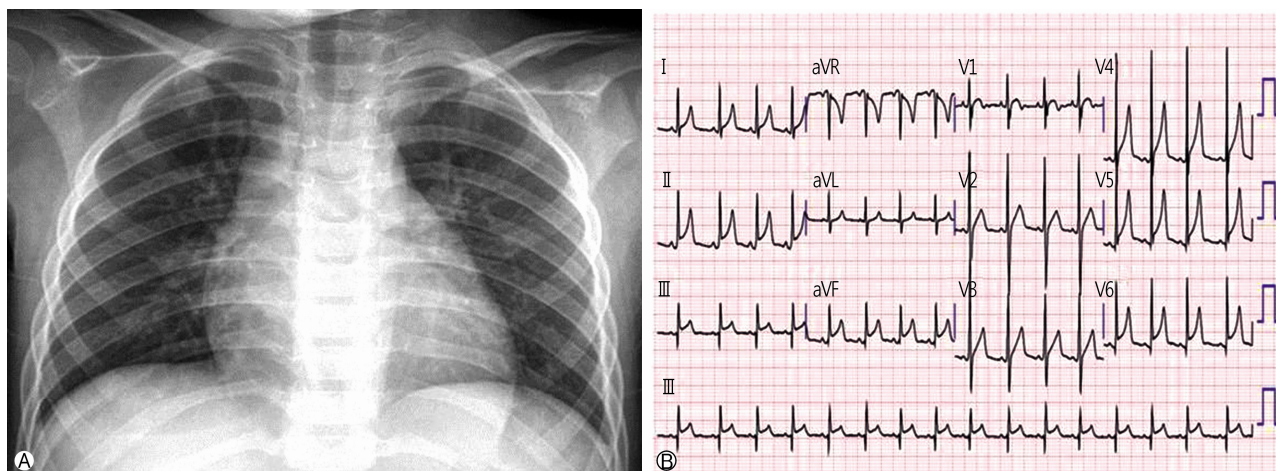 I aVR V1 V4
II aVL V2 V5
III aVF V3 V6
III
A B